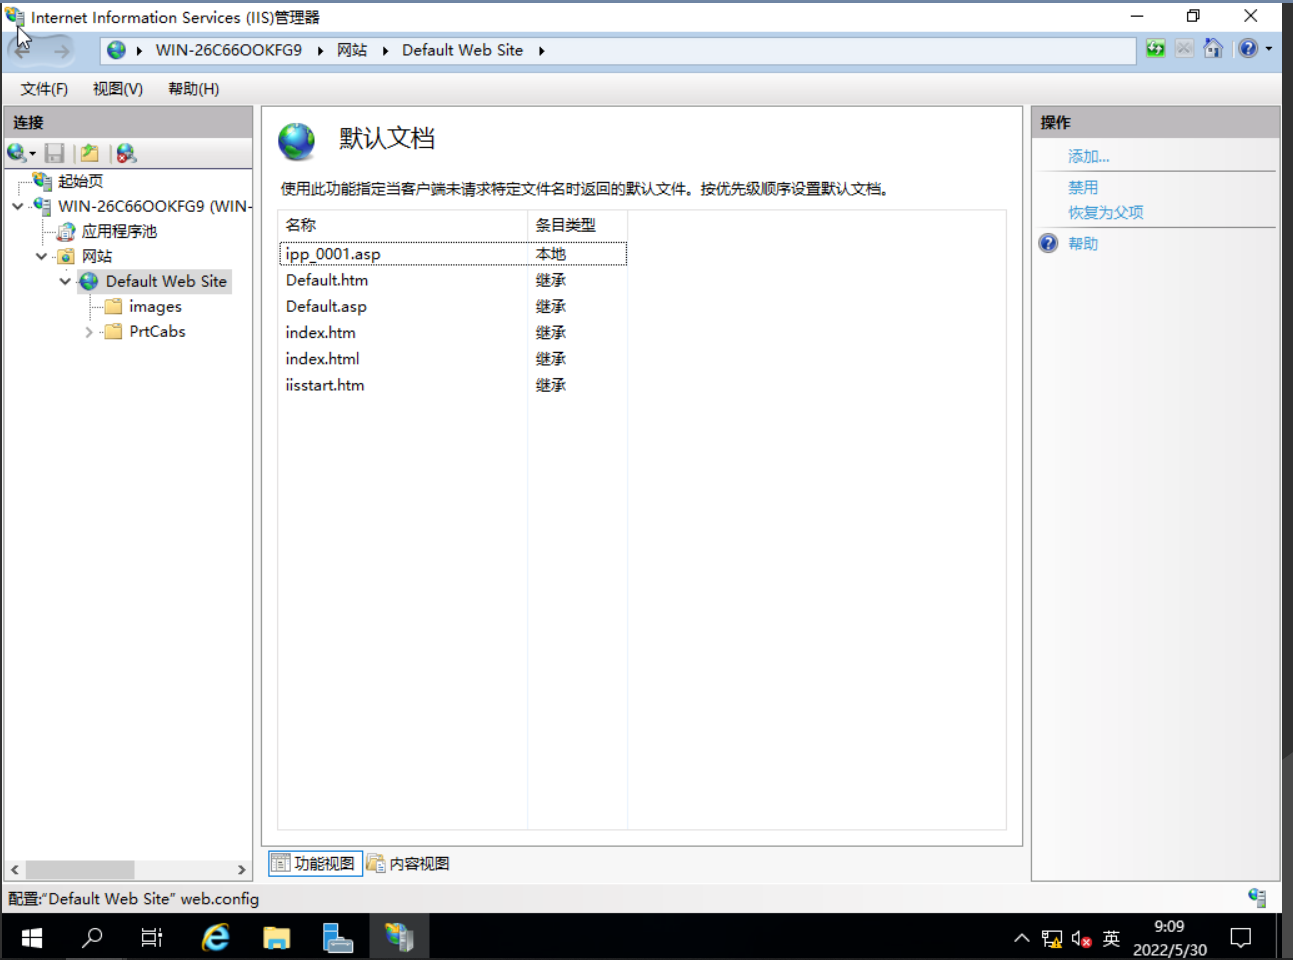 Internet Information Services (IIS)管理器
WIN-26C66OOKFG9
网站
Default Web Site
文件(F)
视图(V)
帮助(H)
连接
起始页
WIN-26C66OOKFG9 (WIN-
应用程序池
网站
Default Web Site
images
PrtCabs
默认文档
使用此功能指定当客户端未请求特定文件名时返回的默认文件。按优先级顺序设置默认文档。
名称 条目类型
ipp_0001.asp 本地
Default.htm 继承
Default.asp 继承
index.htm 继承
index.html 继承
iisstart.htm 继承
功能视图
内容视图
操作
添加...
禁用
恢复为父项
帮助
配置:“Default Web Site” web.config
英
9:09
2022/5/30